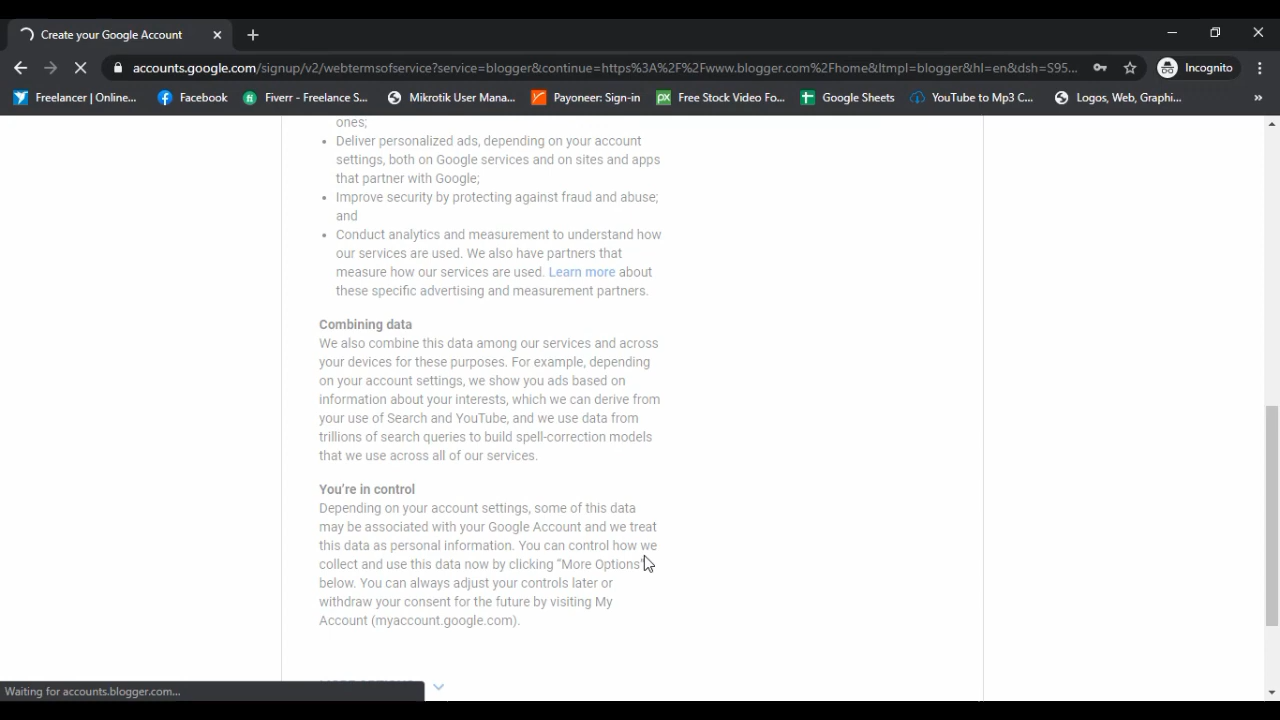 Create your Google Account
accounts.google.com/signup/v2/webtermsofservice?service=blogger&continue=https%3A%2F%2Fwww.blogger.com%2Fhome&ltmpl=blogger&hl=en&dsh=S95...
Incognito
Freelancer | Online...
Facebook
Fiverr - Freelance S...
Mikrotik User Mana...
Payoneer: Sign-in
Free Stock Video Fo...
Google Sheets
YouTube to Mp3 C...
Logos, Web, Graphi...
ones;
• Deliver personalized ads, depending on your account
settings, both on Google services and on sites and apps
that partner with Google;
• Improve security by protecting against fraud and abuse;
and
• Conduct analytics and measurement to understand how
our services are used. We also have partners that
measure how our services are used. Learn more about
these specific advertising and measurement partners.
Combining data
We also combine this data among our services and across
your devices for these purposes. For example, depending
on your account settings, we show you ads based on
information about your interests, which we can derive from
your use of Search and YouTube, and we use data from
trillions of search queries to build spell-correction models
that we use across all of our services.
You're in control
Depending on your account settings, some of this data
may be associated with your Google Account and we treat
this data as personal information. You can control how we
collect and use this data now by clicking "More Options"
below. You can always adjust your controls later or
withdraw your consent for the future by visiting My
Account (myaccount.google.com).
Waiting for accounts.blogger.com...